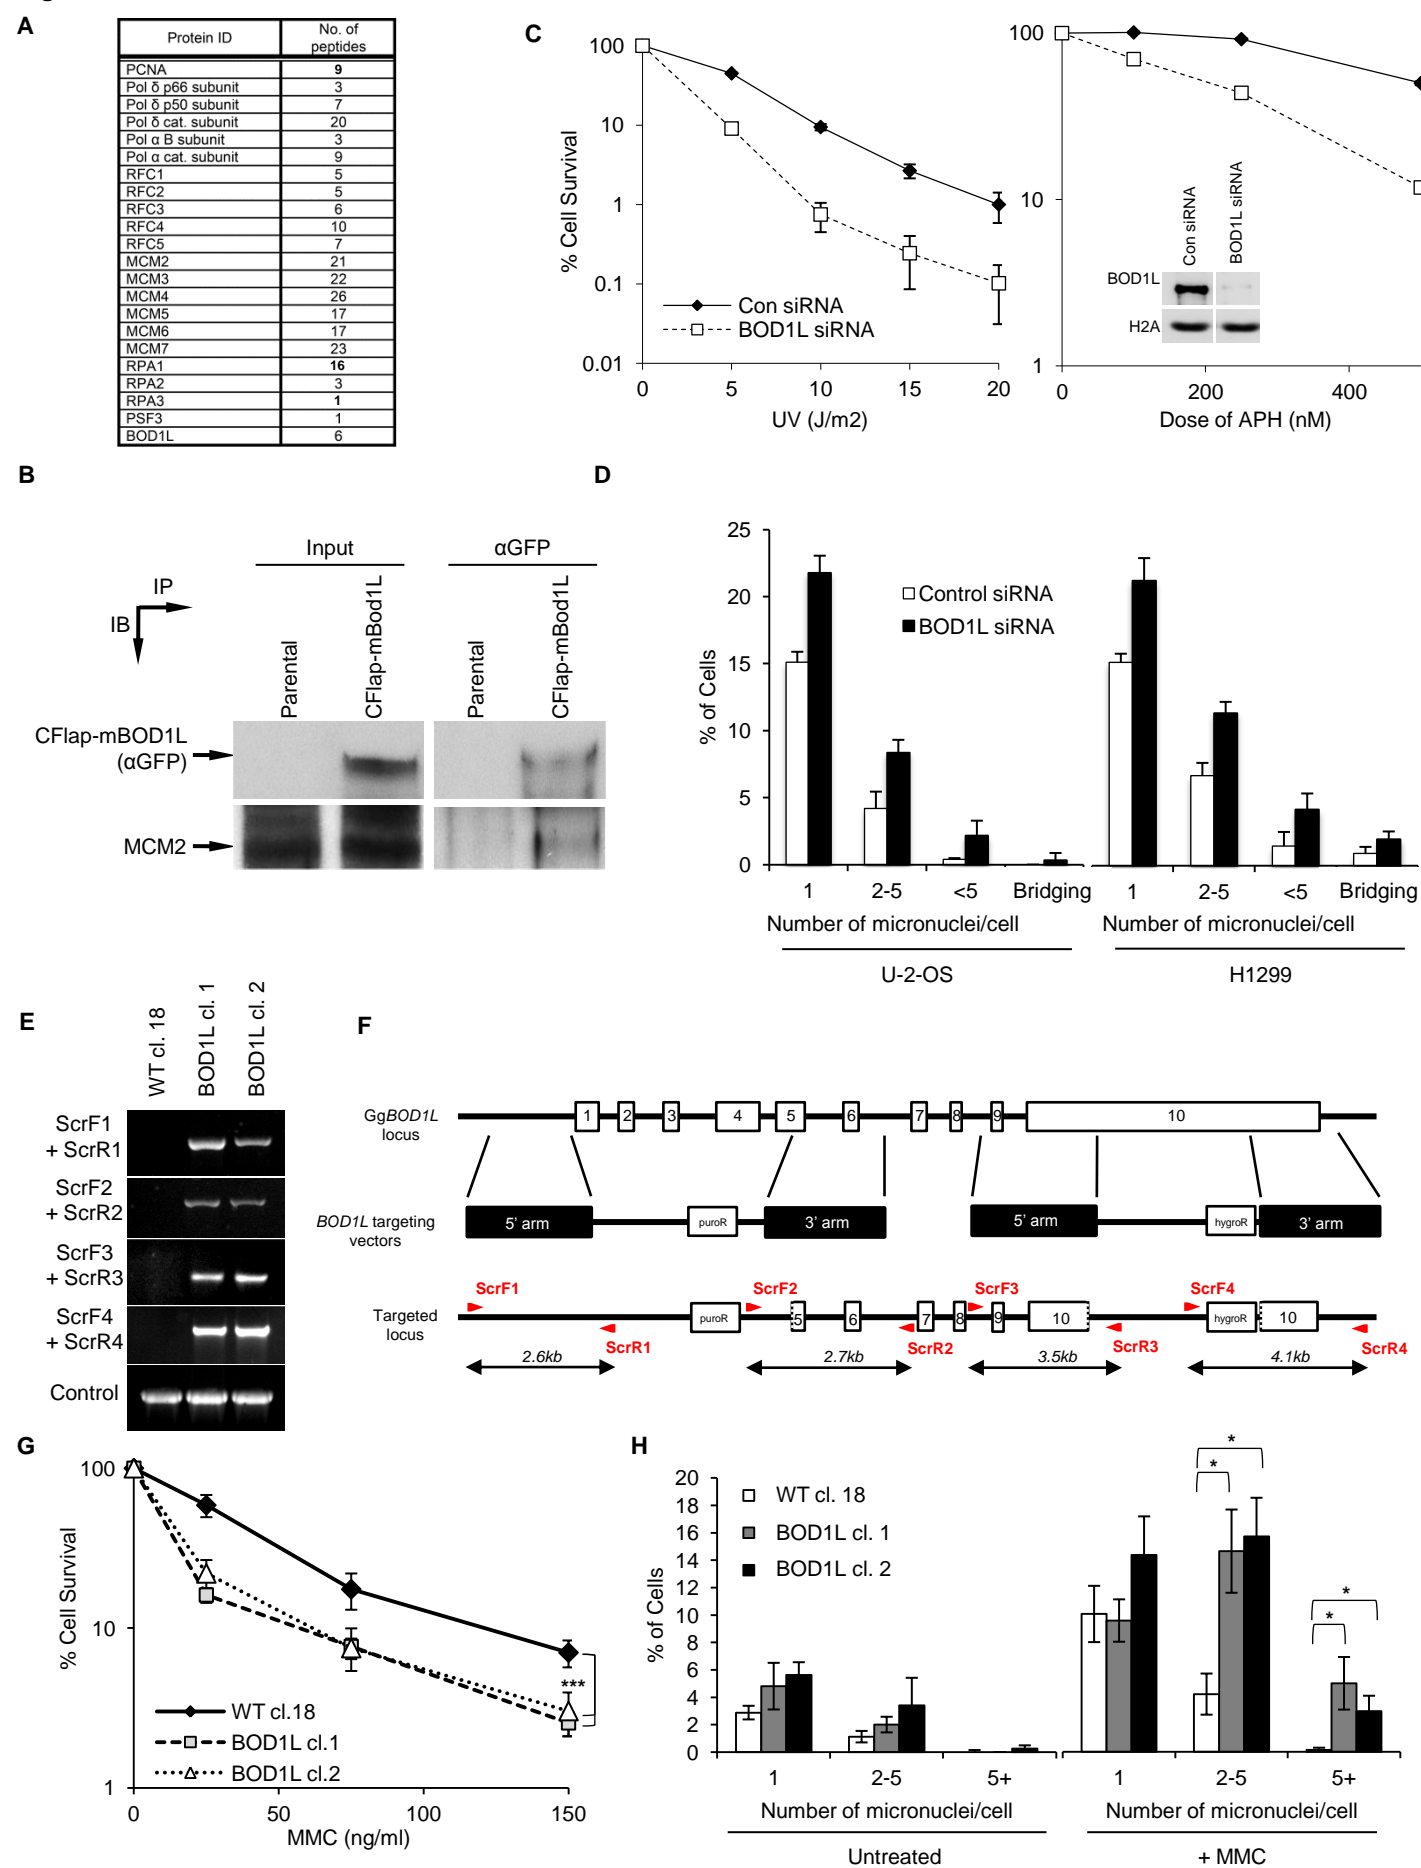 A
Protein ID No. of peptides
PCNA 9
Pol δ p66 subunit 3
Pol δ p50 subunit 7
Pol δ cat. subunit 20
Pol α B subunit 3
Pol α cat. subunit 9
RFC1 5
RFC2 5
RFC3 6
RFC4 10
RFC5 7
MCM2 21
MCM3 22
MCM4 26
MCM5 17
MCM6 17
MCM7 23
RPA1 16
RPA2 3
RPA3 1
PSF3 1
BOD1L 6
C
% Cell Survival
100
10
1
0.1
0.01
Con siRNA
BOD1L siRNA
0 5 10 15 20
UV (J/m2)
100
10
1
Con siRNA
BOD1L siRNA
BOD1L
H2A
0 200 400
Dose of APH (nM)
B
Input αGFP
IP
IB
Parental
CFlap-mBod1L
Parental
CFlap-mBod1L
CFlap-mBOD1L
(αGFP)
MCM2
D
% of Cells
25
20
15
10
5
0
Control siRNA
BOD1L siRNA
1 2-5 <5 Bridging
Number of micronuclei/cell
U-2-OS
1 2-5 <5 Bridging
Number of micronuclei/cell
H1299
E
WT cl. 18
BOD1L cl. 1
BOD1L cl. 2
ScrF1
+ ScrR1
ScrF2
+ ScrR2
ScrF3
+ ScrR3
ScrF4
+ ScrR4
Control
F
GgBOD1L
locus
1 2 3 4 5 6 7 8 9 10
BOD1L targeting
vectors
5' arm puroR 3' arm 5' arm hygroR 3' arm
ScrF1 ScrF2 ScrF3 ScrF4
Targeted
locus
puroR 5 6 7 8 9 10 hygroR 10
ScrR1 ScrR2 ScrR3 ScrR4
2.6kb 2.7kb 3.5kb 4.1kb
G
% Cell Survival
100
10
1
***
WT cl.18
BOD1L cl.1
BOD1L cl.2
0 50 100 150
MMC (ng/ml)
H
% of Cells
20
18
16
14
12
10
8
6
4
2
0
WT cl. 18
BOD1L cl. 1
BOD1L cl. 2
* * * *
1 2-5 5+
Number of micronuclei/cell
Untreated
1 2-5 5+
Number of micronuclei/cell
+ MMC